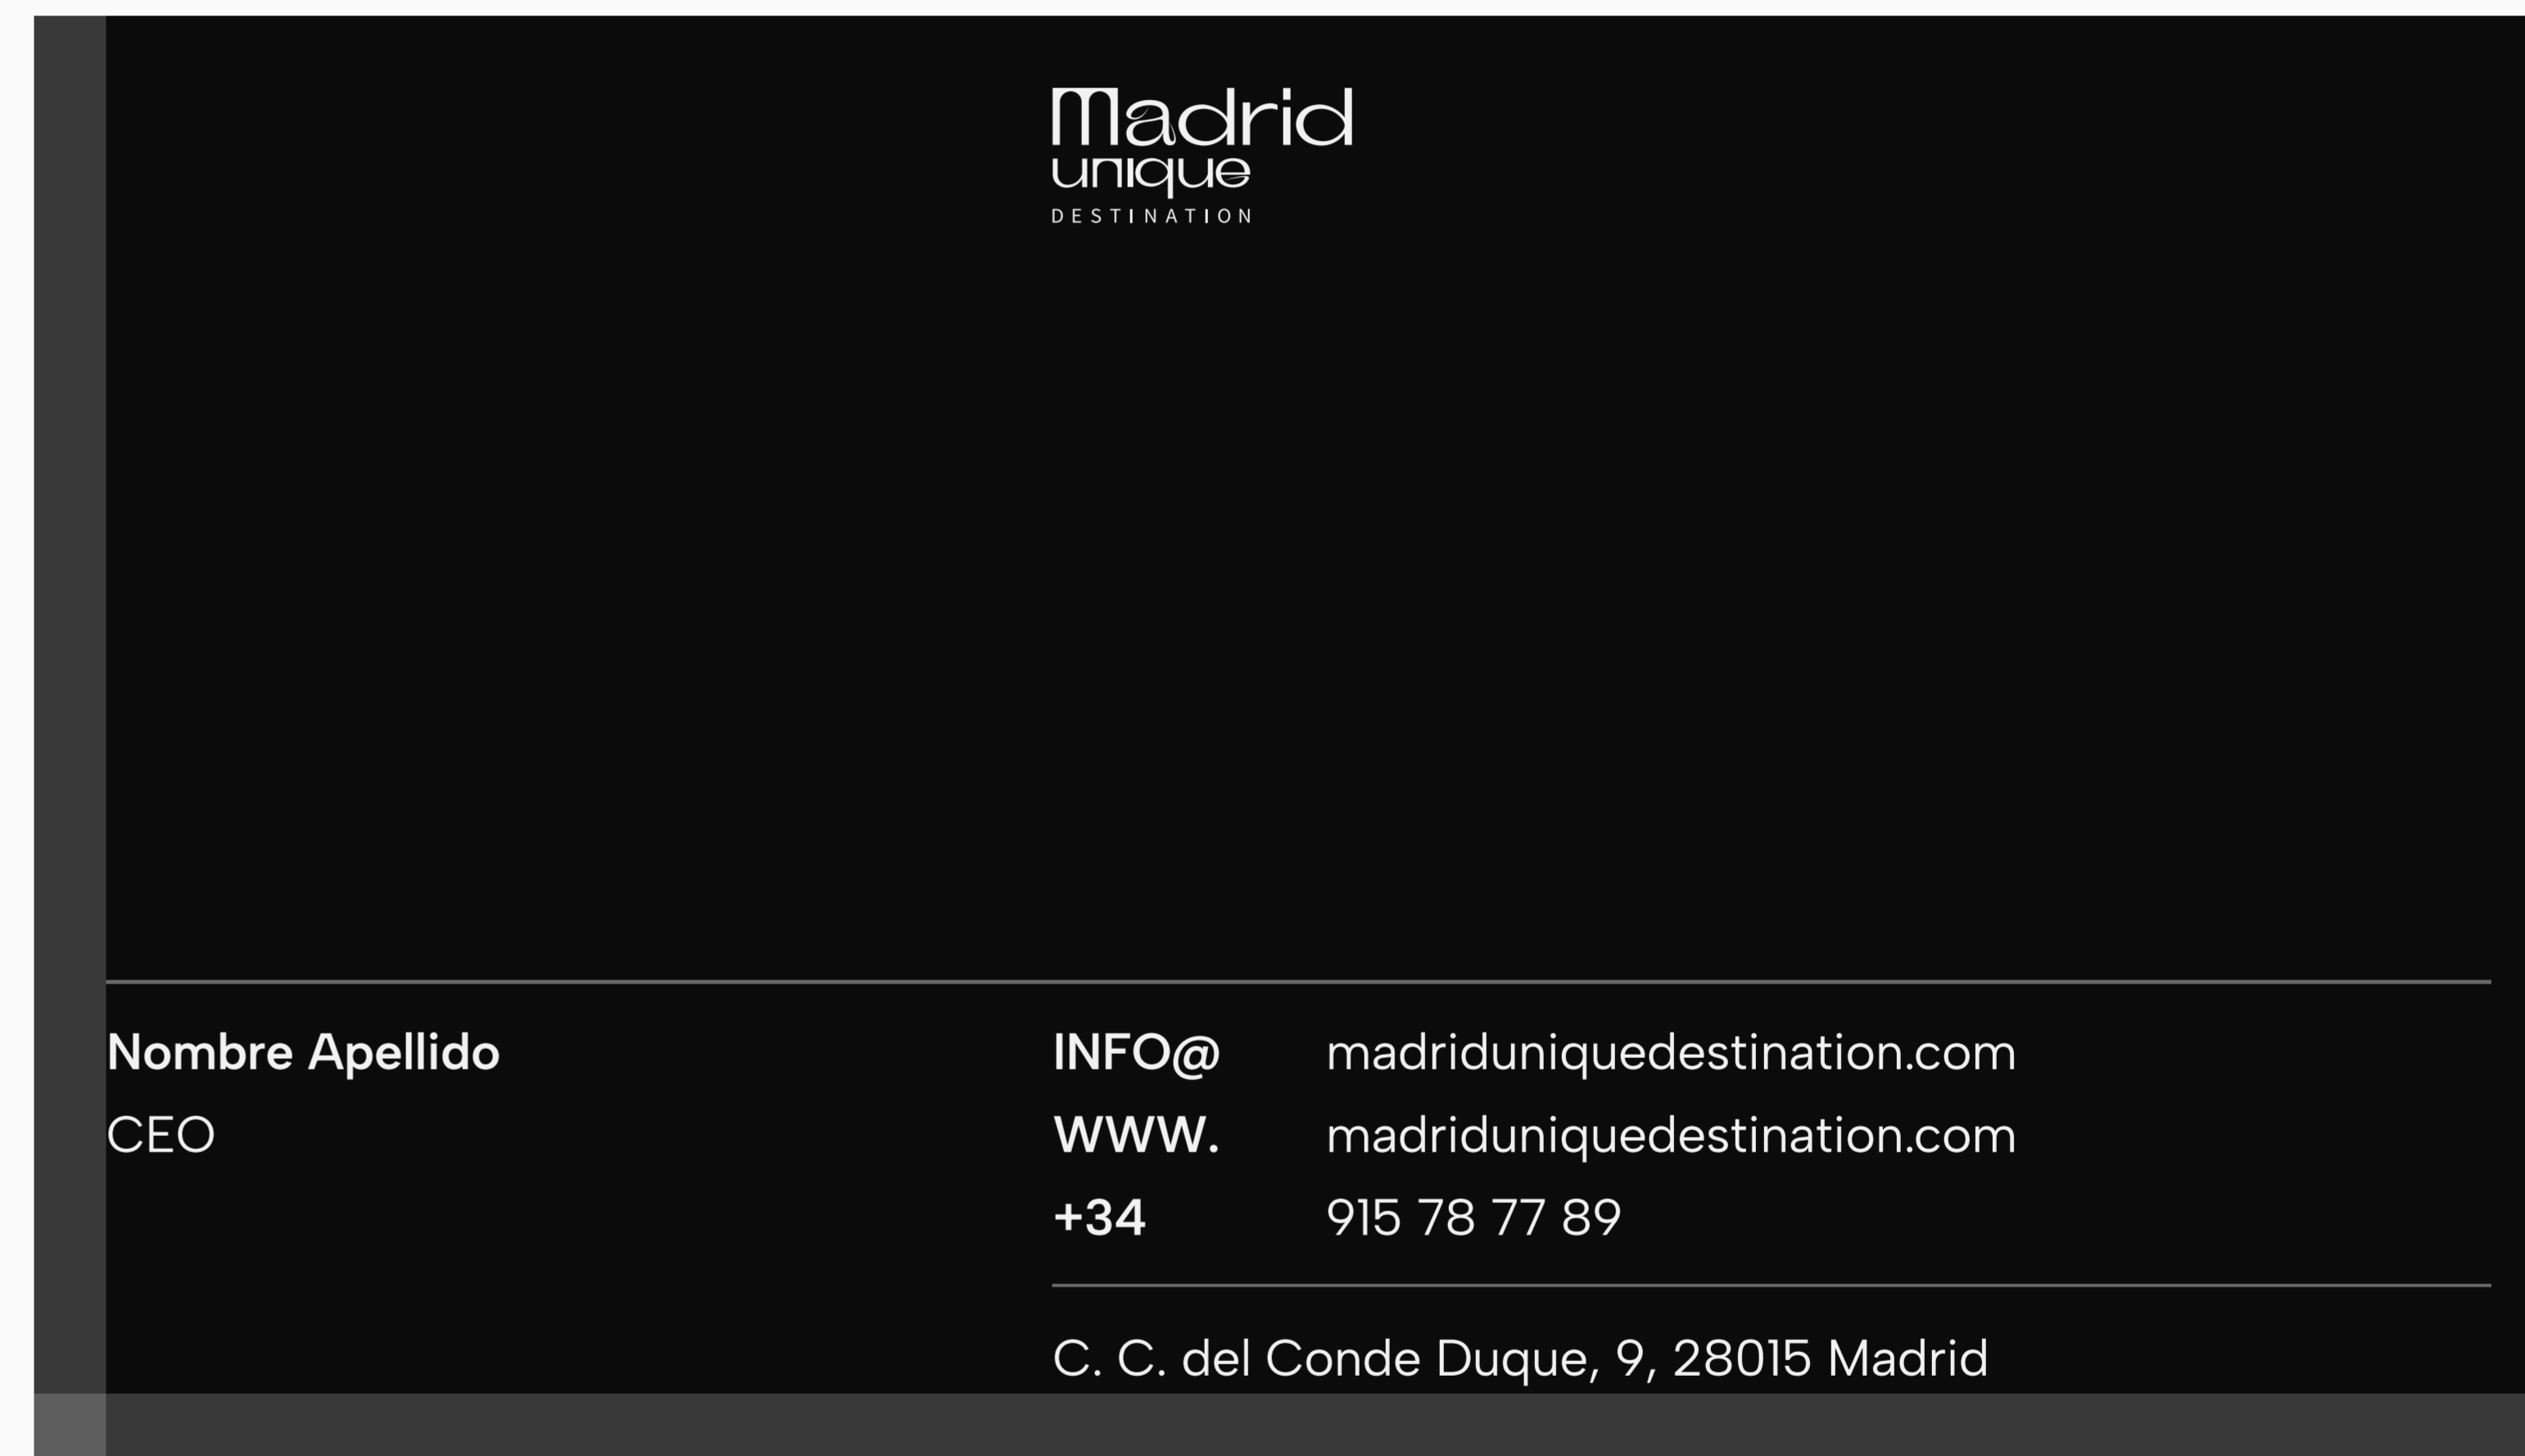 Madrid
unique
DESTINATION
Nombre Apellido
CEO
INFO@ madriduniquedestination.com
WWW. madriduniquedestination.com
+34 915 78 77 89
C. C. del Conde Duque, 9, 28015 Madrid